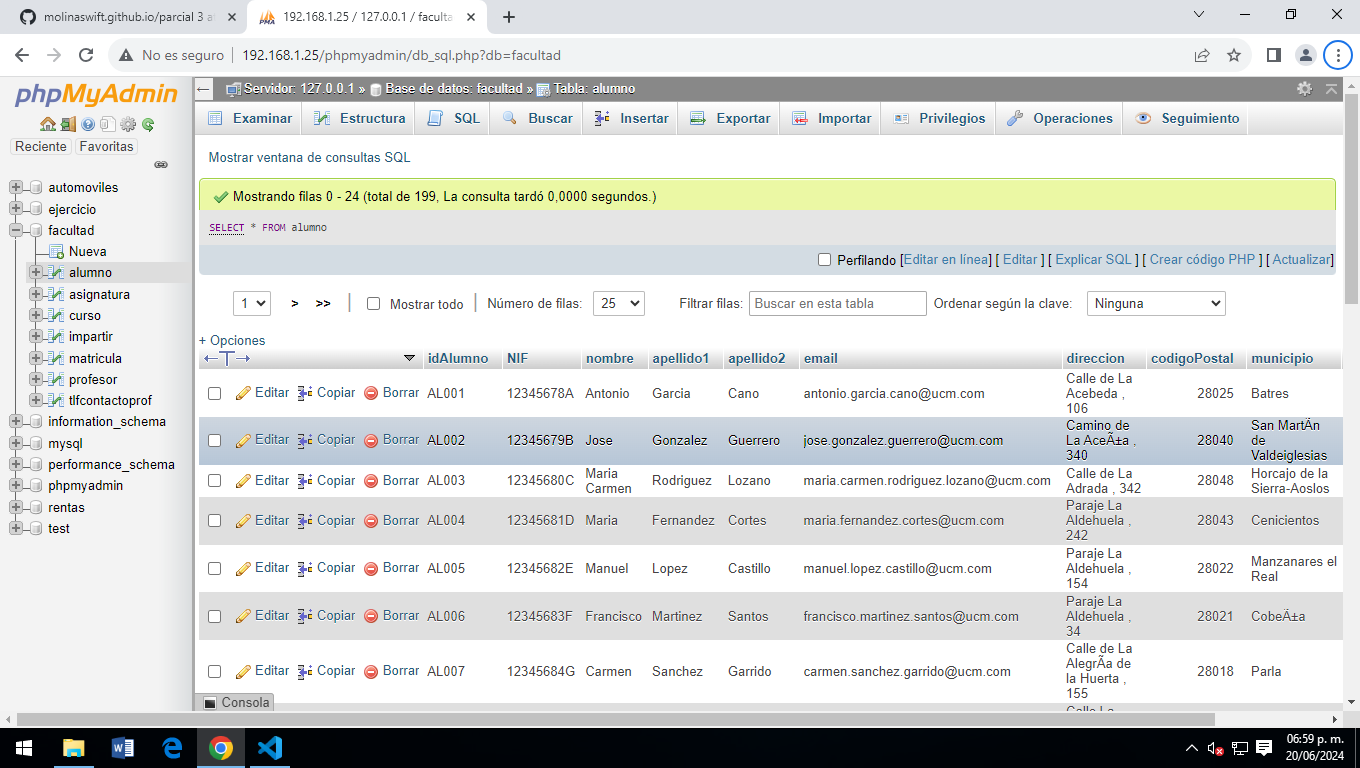 molinaswift.github.io/parcial 3 a
192.168.1.25 / 127.0.0.1 / faculta
No es seguro
192.168.1.25/phpmyadmin/db_sql.php?db=facultad
phpMyAdmin
Reciente
Favoritas
automoviles
ejercicio
facultad
Nueva
alumno
asignatura
curso
impartir
matricula
profesor
tlfcontactoprof
information_schema
mysql
performance_schema
phpmyadmin
rentas
test
Servidor: 127.0.0.1 » Base de datos: facultad » Tabla: alumno
Examinar Estructura SQL Buscar Insertar Exportar Importar Privilegios Operaciones Seguimiento
Mostrar ventana de consultas SQL
Mostrando filas 0 - 24 (total de 199, La consulta tardó 0,0000 segundos.)
SELECT * FROM alumno
Perfilando [Editar en línea] [ Editar ] [ Explicar SQL ] [ Crear código PHP ] [ Actualizar]
1 > >> | Mostrar todo | Número de filas: 25 Filtrar filas: Buscar en esta tabla Ordenar según la clave: Ninguna
+ Opciones
←T→ idAlumno NIF nombre apellido1 apellido2 email direccion codigoPostal municipio
Editar Copiar Borrar AL001 12345678A Antonio Garcia Cano antonio.garcia.cano@ucm.com Calle de La
Acebeda ,
106 28025 Batres
Editar Copiar Borrar AL002 12345679B Jose Gonzalez Guerrero jose.gonzalez.guerrero@ucm.com Camino de
La AceÃ±a ,
340 28040 San MartÃn
de
Valdeiglesias
Editar Copiar Borrar AL003 12345680C Maria
Carmen Rodriguez Lozano maria.carmen.rodriguez.lozano@ucm.com Calle de La
Adrada , 342 28048 Horcajo de la
Sierra-Aoslos
Editar Copiar Borrar AL004 12345681D Maria Fernandez Cortes maria.fernandez.cortes@ucm.com Paraje La
Aldehuela ,
242 28043 Cenicientos
Editar Copiar Borrar AL005 12345682E Manuel Lopez Castillo manuel.lopez.castillo@ucm.com Paraje La
Aldehuela ,
154 28022 Manzanares el
Real
Editar Copiar Borrar AL006 12345683F Francisco Martinez Santos francisco.martinez.santos@ucm.com Paraje La
Aldehuela ,
34 28021 CobeÃ±a
Editar Copiar Borrar AL007 12345684G Carmen Sanchez Garrido carmen.sanchez.garrido@ucm.com Calle de La
AlegrÃa de
la Huerta ,
155 28018 Parla
Calle La
Consola
06:59 p. m.
20/06/2024